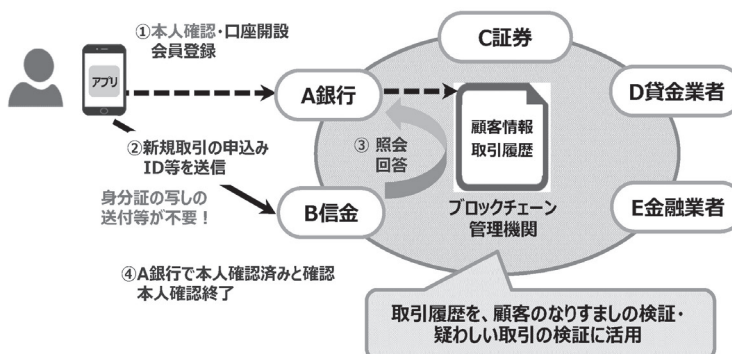 ①本人確認・口座開設
会員登録
アプリ
C証券
A銀行
D貸金業者
顧客情報
取引履歴
②新規取引の申込み
ID等を送信
③ 照会
回答
身分証の写しの
送付等が不要！
B信金
ブロックチェーン
管理機関
E金融業者
④A銀行で本人確認済みと確認
本人確認終了
取引履歴を、顧客のなりすましの検証・
疑わしい取引の検証に活用